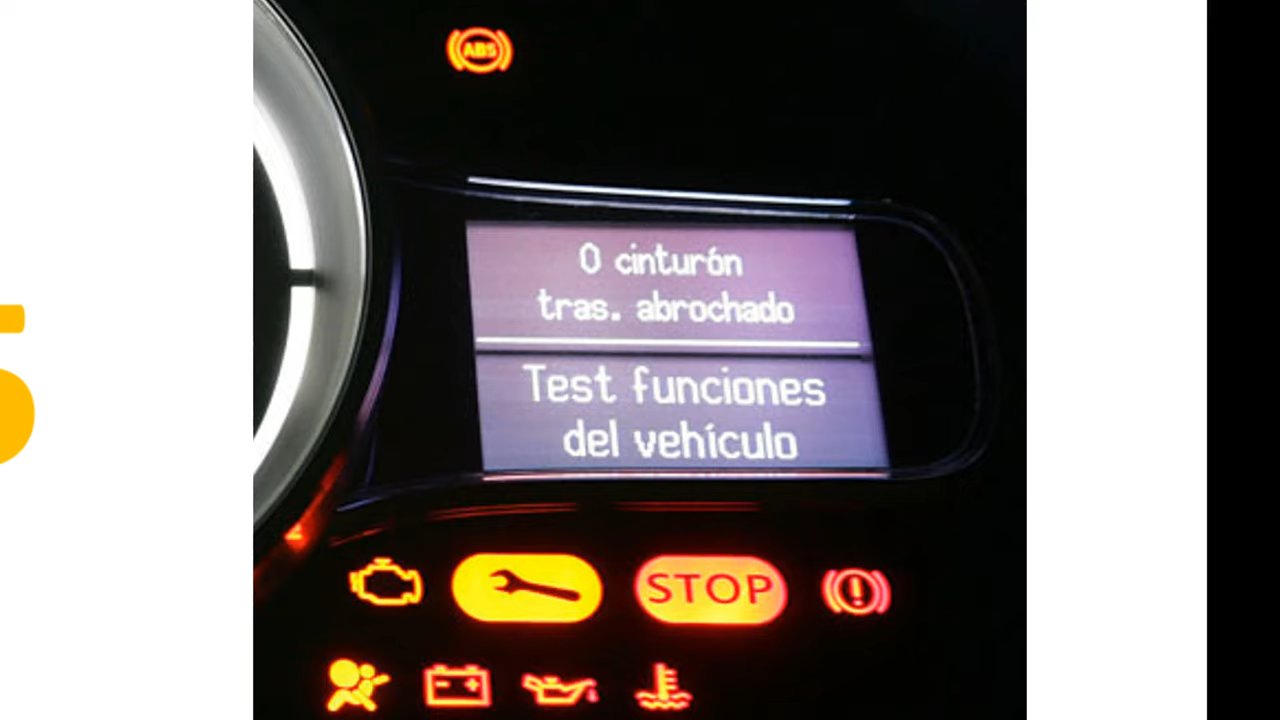 ABS
0 cinturón
tras. abrochado
Test funciones
del vehículo
STOP